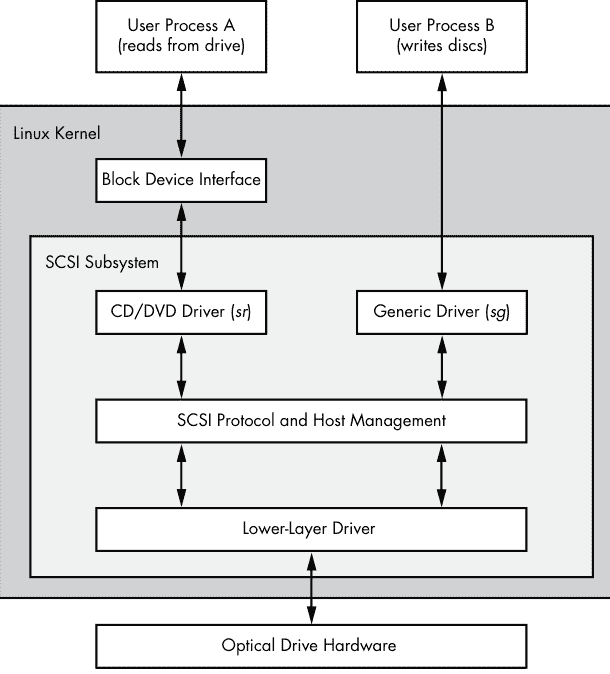 User Process A
(reads from drive)
User Process B
(writes discs)
Linux Kernel
Block Device Interface
SCSI Subsystem
CD/DVD Driver (sr)
Generic Driver (sg)
SCSI Protocol and Host Management
Lower-Layer Driver
Optical Drive Hardware